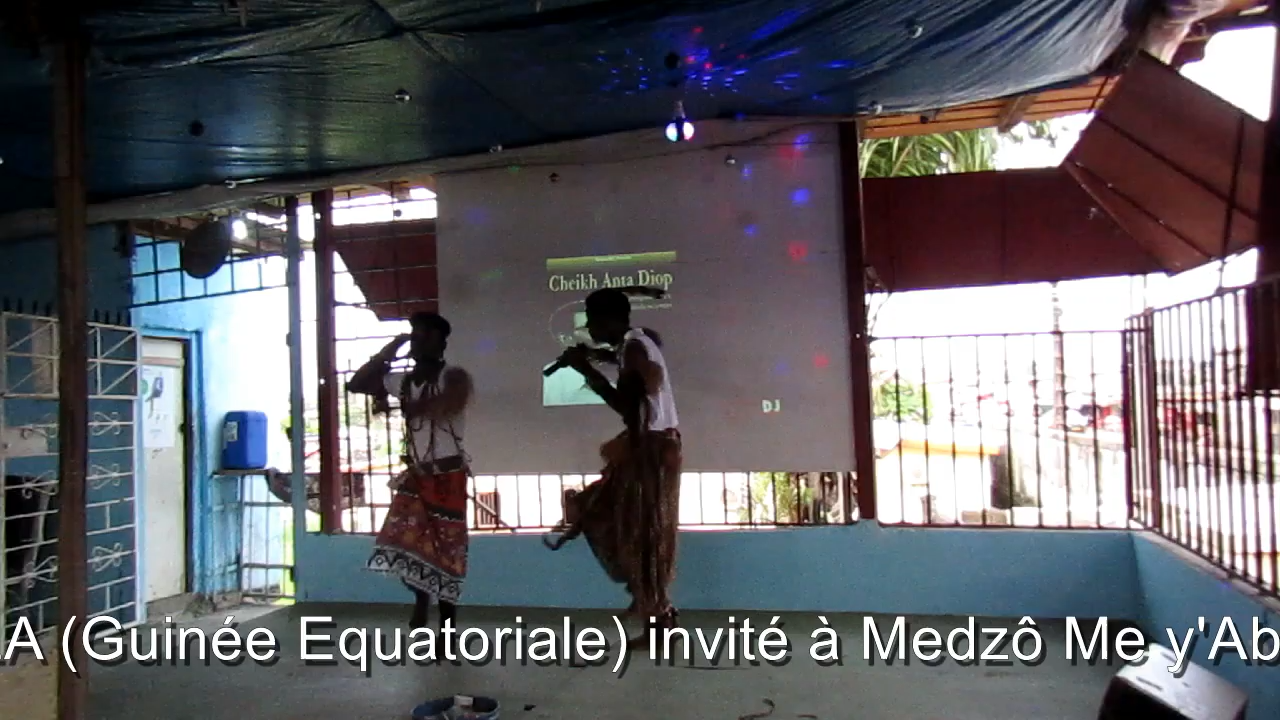 Cheikh Anta Diop
DJ
A (Guinée Equatoriale) invité à Medzô Me y'Ab